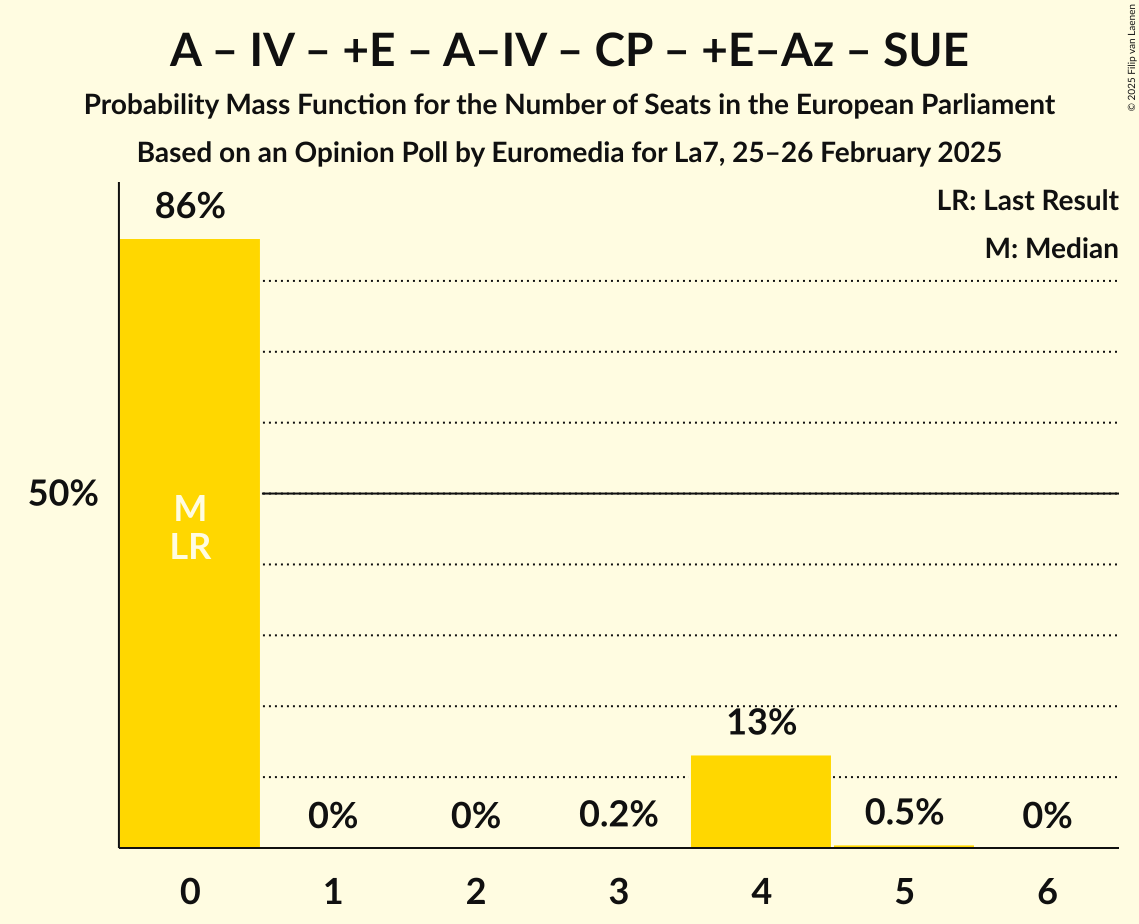 A – IV – +E – A–IV – CP – +E–Az – SUE
Probability Mass Function for the Number of Seats in the European Parliament
Based on an Opinion Poll by Euromedia for La7, 25–26 February 2025
© 2025 Filip van Laenen
LR: Last Result
M: Median
86%
50%
M
LR
13%
0%
0%
0.2%
0.5%
0%
0
1
2
3
4
5
6